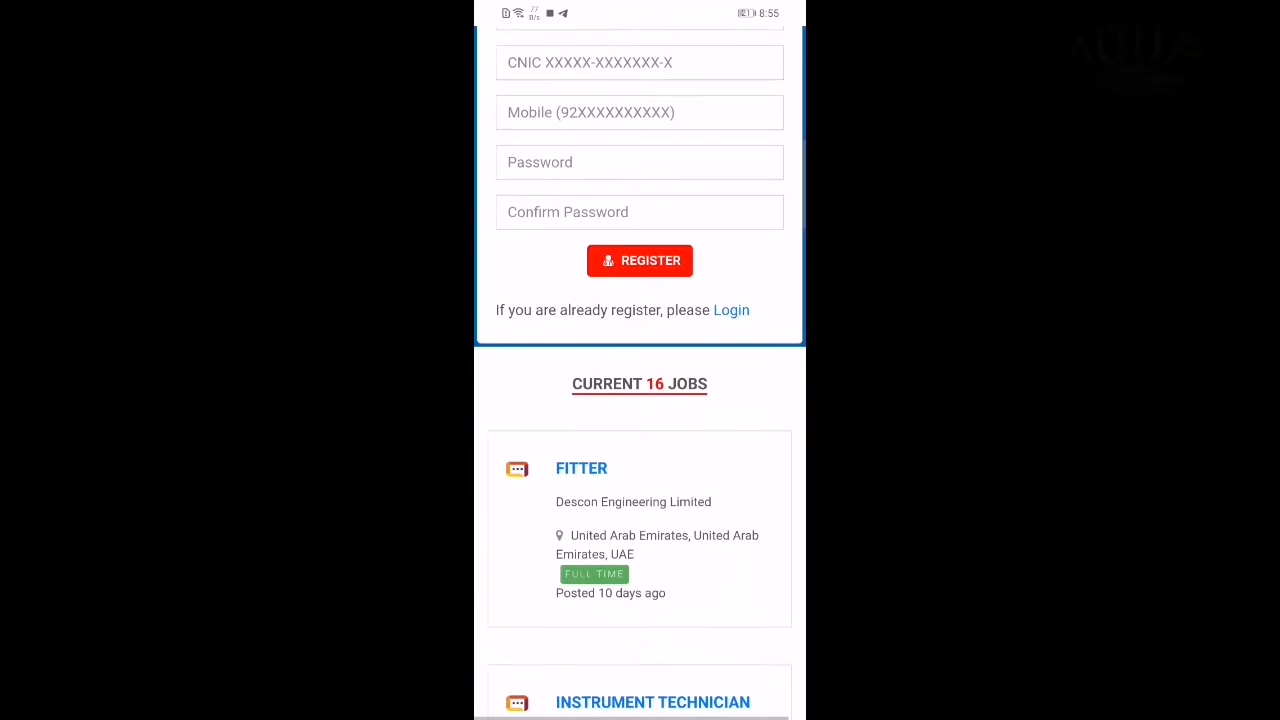 77
B/s
21
8:55
CNIC XXXXX-XXXXXXX-X
Mobile (92XXXXXXXXXX)
Password
Confirm Password
REGISTER
If you are already register, please Login
CURRENT 16 JOBS
FITTER
Descon Engineering Limited
United Arab Emirates, United Arab
Emirates, UAE
FULL TIME
Posted 10 days ago
INSTRUMENT TECHNICIAN